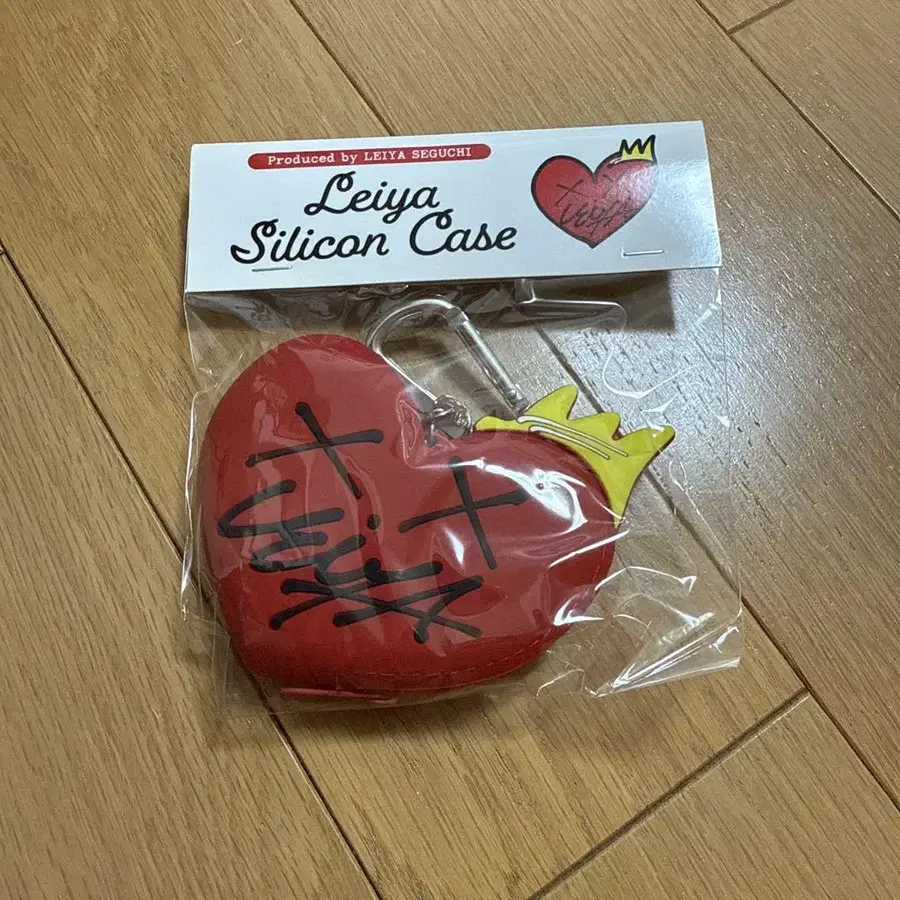 Produced by LEIYA SEGUCHI
Leiya
Silicon Case